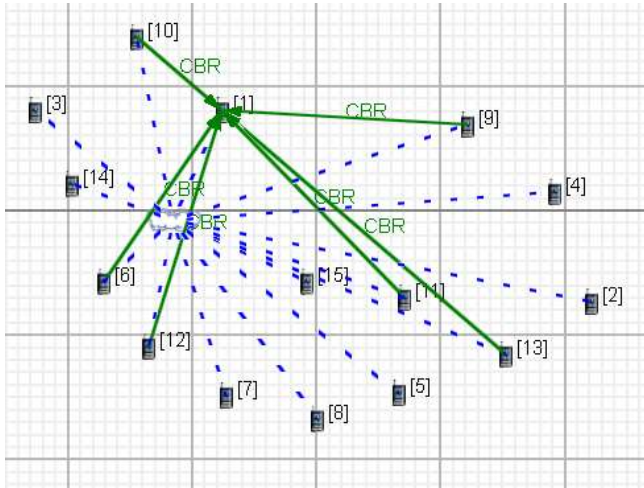 [10]
CBR
[3]
[1]
CBR
[9]
[14]
CBR
CBR
[4]
CBR
CBR
[6]
[15]
[11]
[2]
[12]
[13]
[7]
[5]
[8]